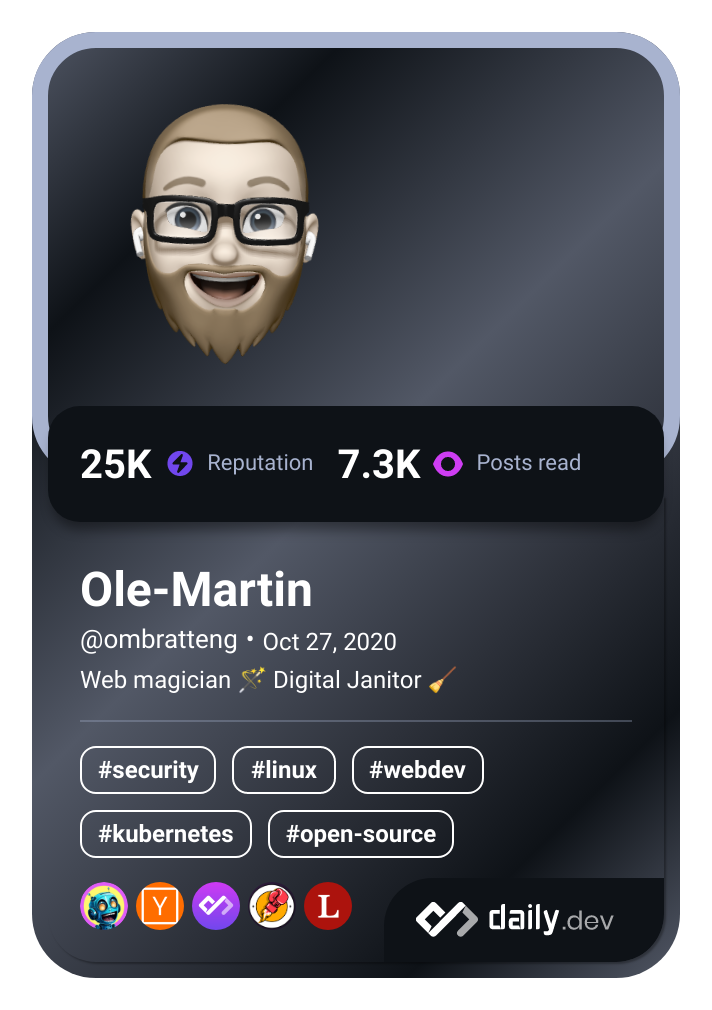 25K Reputation 7.3K Posts read
Ole-Martin
@ombratteng • Oct 27, 2020
Web magician 🪄 Digital Janitor 🧹
#security #linux #webdev
#kubernetes #open-source
Y L daily.dev